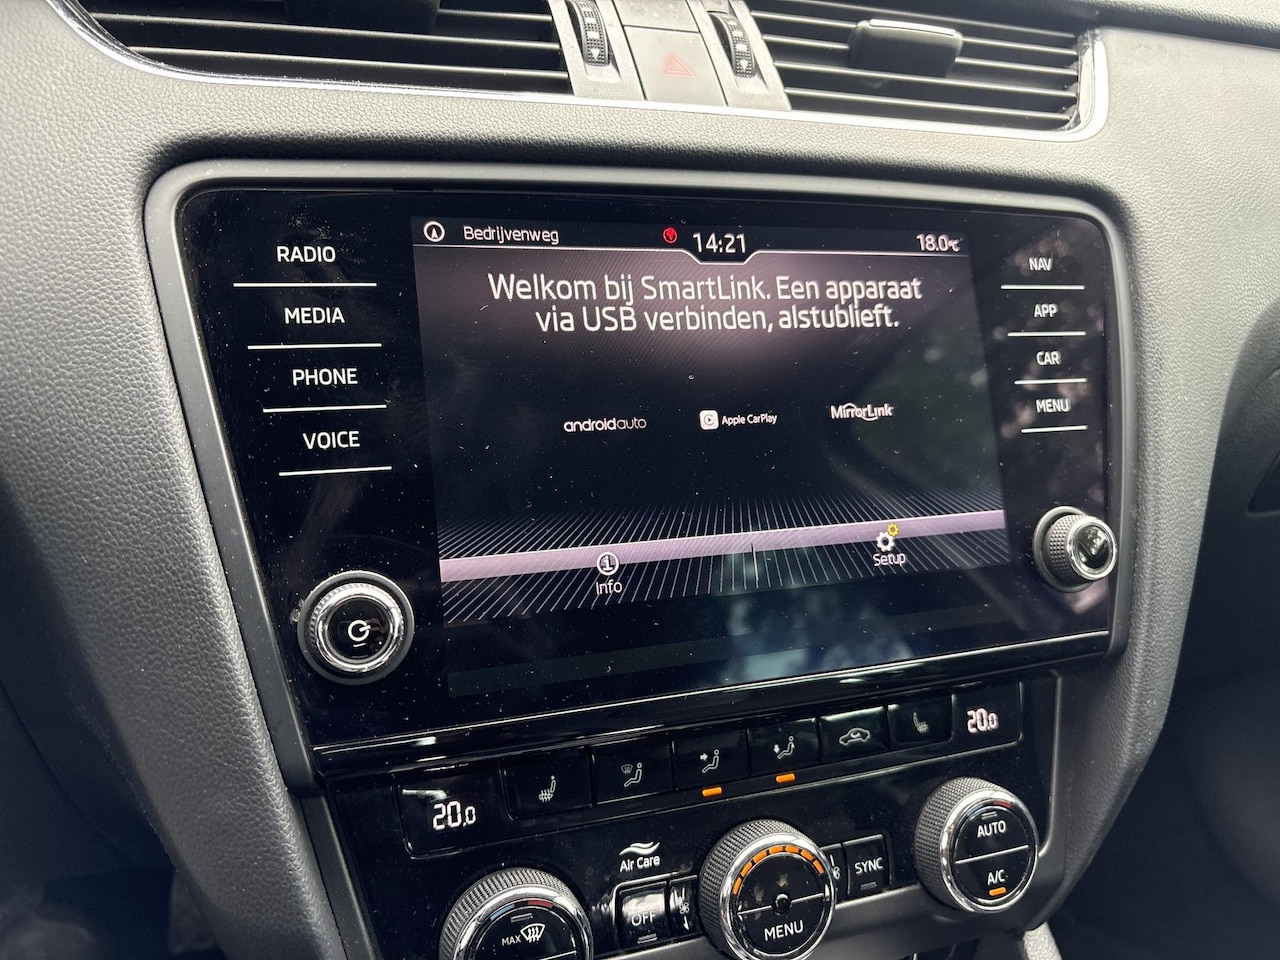 Bedrijvenweg 14:21 18.0°C
RADIO
MEDIA
PHONE
VOICE
Welkom bij SmartLink. Een apparaat
via USB verbinden, alstublieft.
androidauto Apple CarPlay MirrorLink
Info Setup
NAV
APP
CAR
MENU
20.0
20.0
Air Care
MAX
OFF
MENU
SYNC
AUTO
A/C